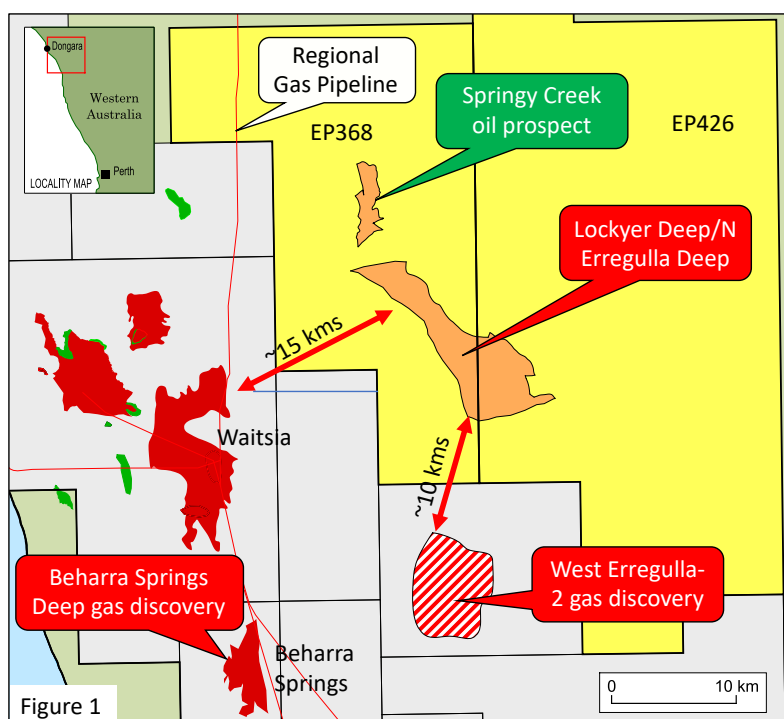 Dongara
Western
Australia
Perth
LOCALITY MAP
Regional
Gas Pipeline
EP368
Springy Creek
oil prospect
EP426
Lockyer Deep/N
Erregulla Deep
~15 kms
Waitsia
~10 kms
Beharra Springs
Deep gas discovery
West Erregulla-
2 gas discovery
Beharra
Springs
Figure 1
0 10 km